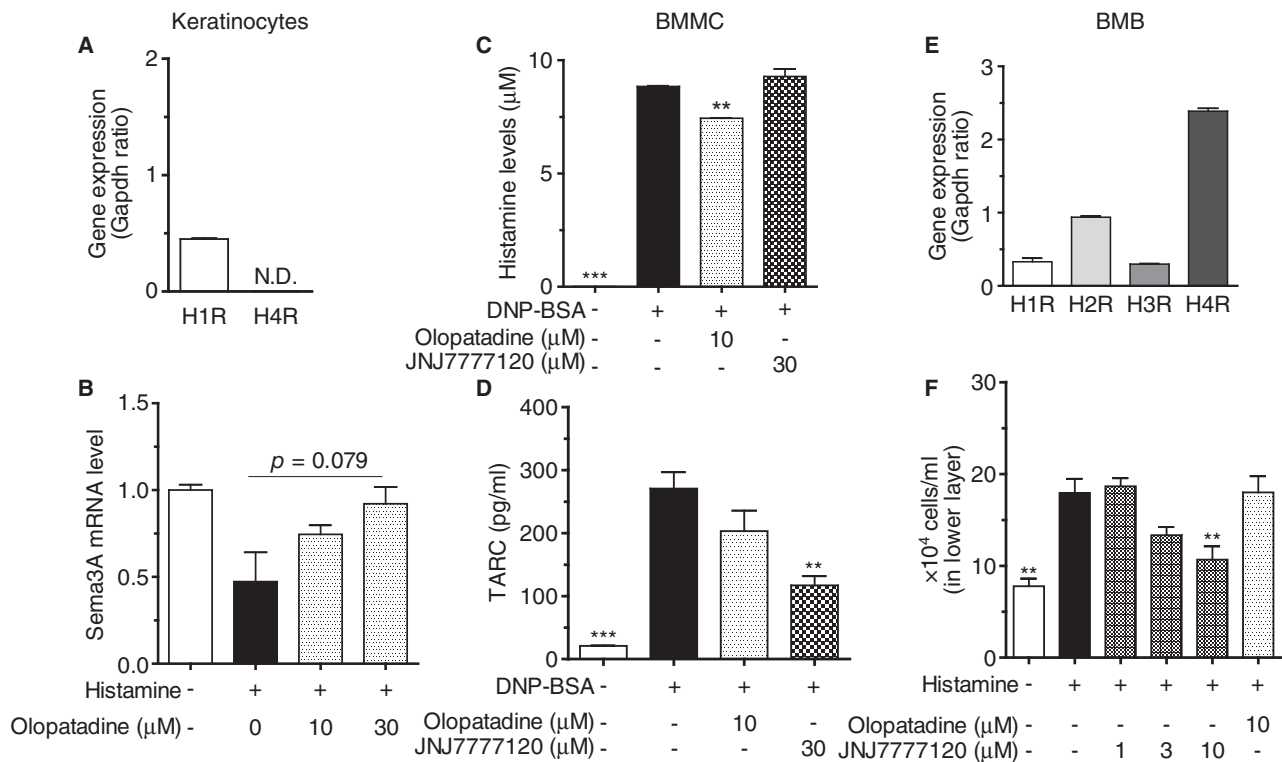 Keratinocytes
A
2
1
0
Gene expression
(Gapdh ratio)
N.D.
H1R H4R
B
1.5
1.0
0.5
0.0
Sema3A mRNA level
p = 0.079
Histamine - + + +
Olopatadine (μM) - 0 10 30
BMMC
C
10
5
0
Histamine levels (μM)
*** **
DNP-BSA - + + +
Olopatadine (μM) - - 10 -
JNJ7777120 (μM) - - - 30
D
400
300
200
100
0
TARC (pg/ml)
*** **
DNP-BSA - + + +
Olopatadine (μM) - - 10 -
JNJ7777120 (μM) - - - 30
BMB
E
3
2
1
0
Gene expression
(Gapdh ratio)
H1R H2R H3R H4R
F
30
20
10
0
×10⁴ cells/ml
(in lower layer)
** **
Histamine - + + + + +
Olopatadine (μM) - - - - - 10
JNJ7777120 (μM) - - 1 3 10 -